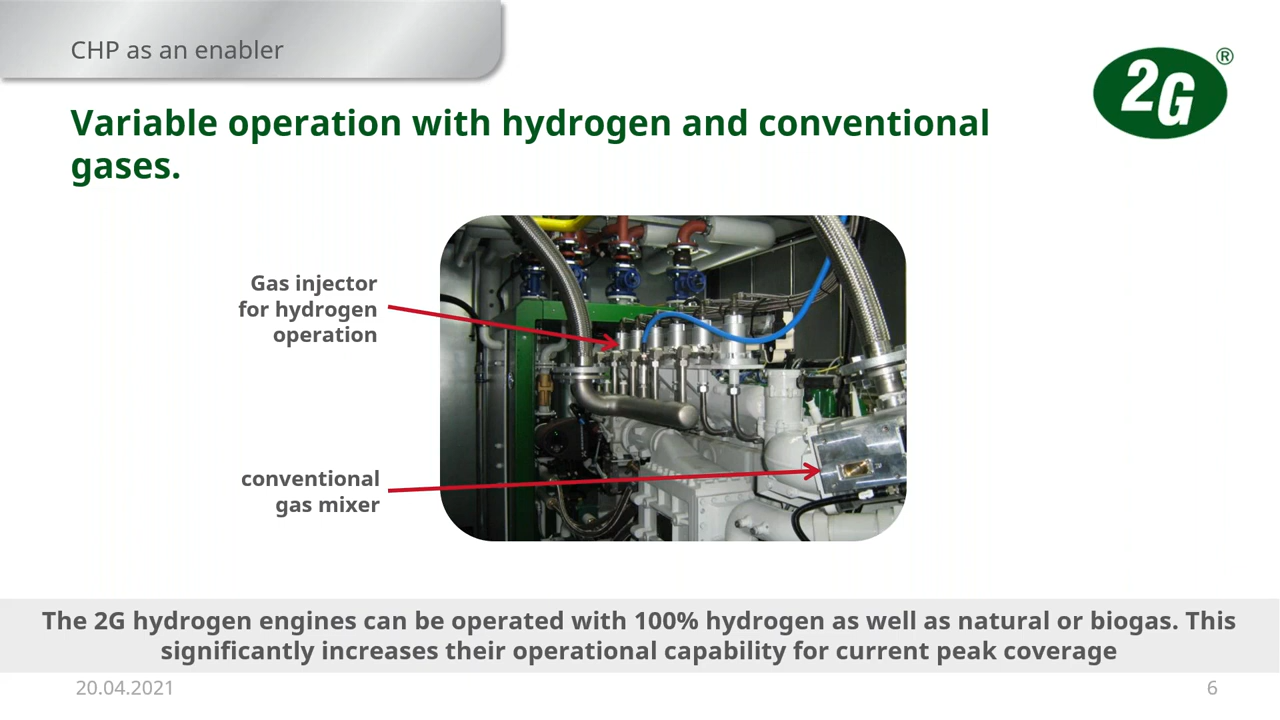 CHP as an enabler
2G®
Variable operation with hydrogen and conventional
gases.
Gas injector
for hydrogen
operation
conventional
gas mixer
The 2G hydrogen engines can be operated with 100% hydrogen as well as natural or biogas. This
significantly increases their operational capability for current peak coverage
20.04.2021
6